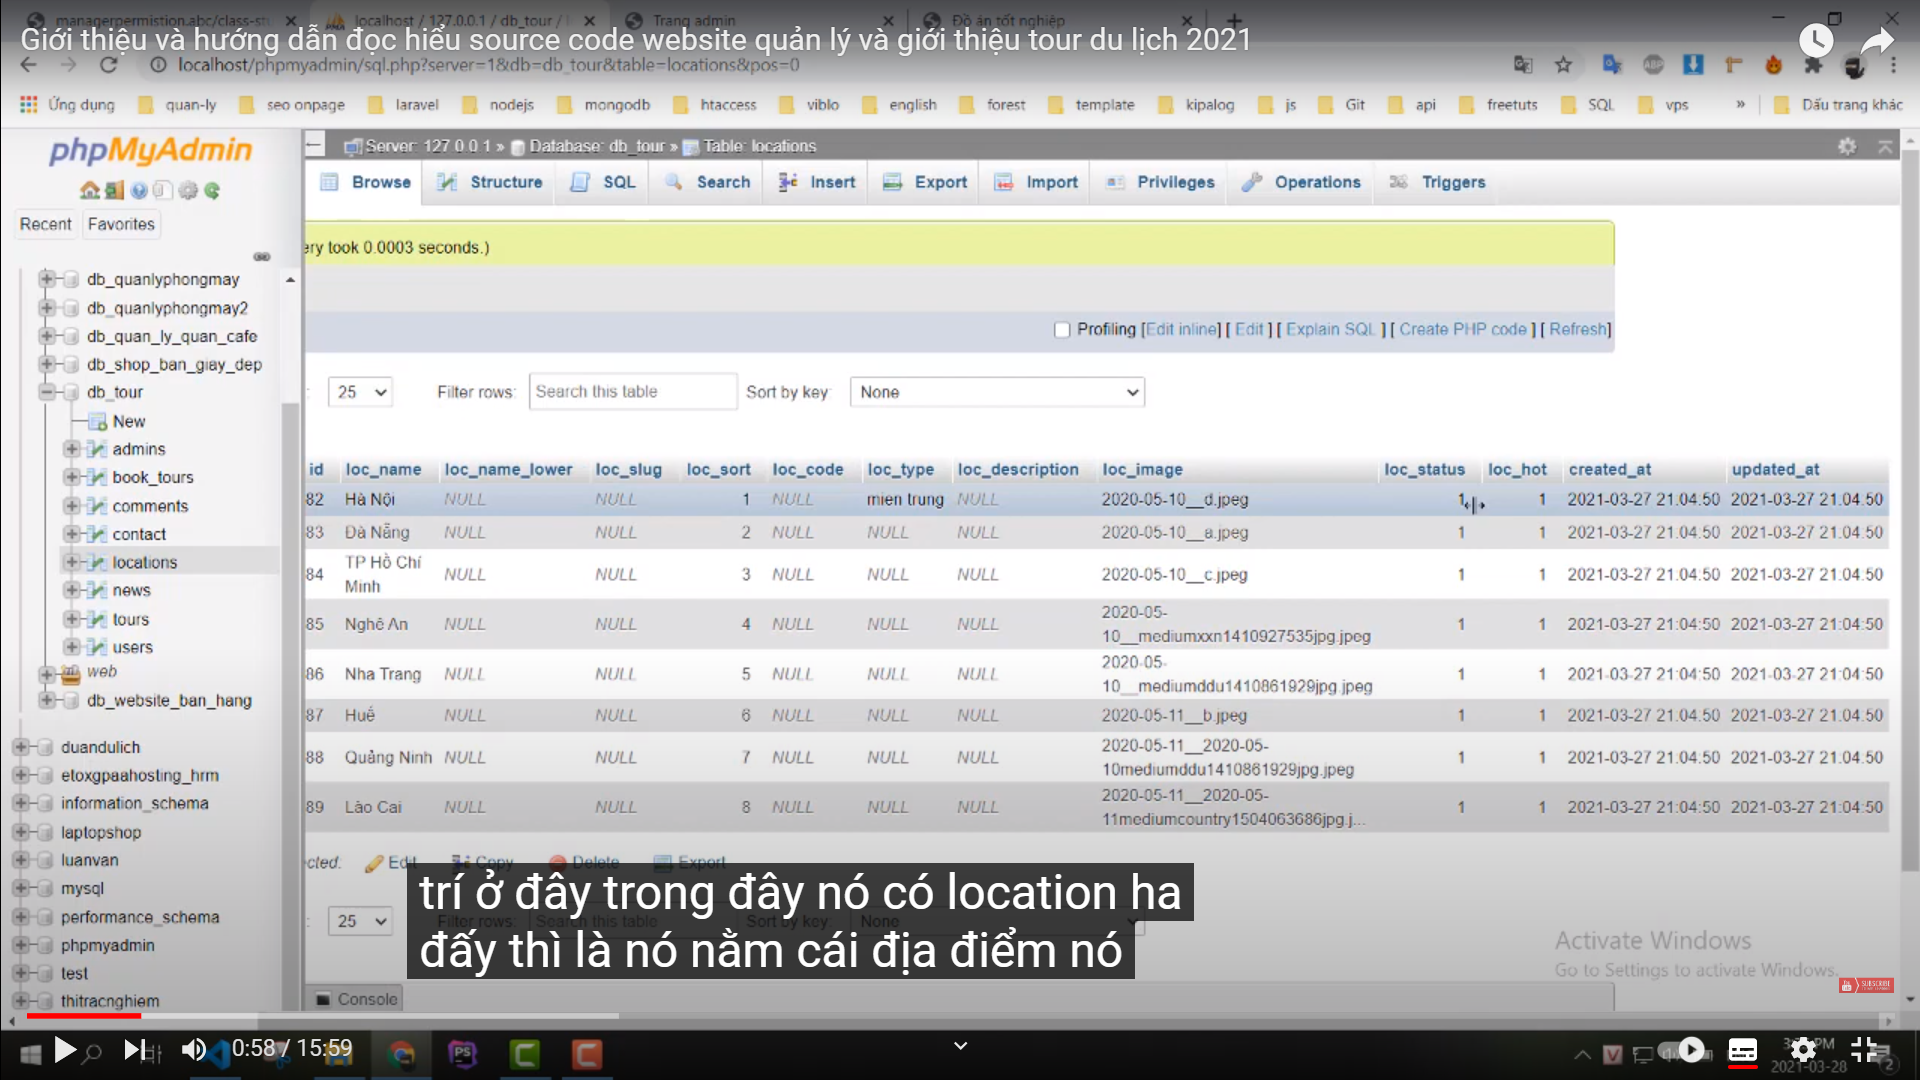 managerpermistion.abc/class-st
localhost / 127.0.0.1 / db_tour /
Trang admin
Đồ án tốt nghiệp
Giới thiệu và hướng dẫn đọc hiểu source code website quản lý và giới thiệu tour du lịch 2021
localhost/phpmyadmin/sql.php?server=1&db=db_tour&table=locations&pos=0
Ứng dụng quan-ly seo onpage laravel nodejs mongodb htaccess viblo english forest template kipalog js Git api freetuts SQL vps » Dấu trang khác
phpMyAdmin
Server: 127.0.0.1 » Database: db_tour » Table: locations
Browse Structure SQL Search Insert Export Import Privileges Operations Triggers
Recent Favorites
ery took 0.0003 seconds.)
Profiling [Edit inline] [ Edit ] [ Explain SQL ] [ Create PHP code ] [ Refresh]
25 Filter rows: Search this table Sort by key: None
db_quanlyphongmay
db_quanlyphongmay2
db_quan_ly_quan_cafe
db_shop_ban_giay_dep
db_tour
New
admins
book_tours
comments
contact
locations
news
tours
users
web
db_website_ban_hang
duandulich
etoxgpaahosting_hrm
information_schema
laptopshop
luanvan
mysql
performance_schema
phpmyadmin
test
thitracnghiem
id loc_name loc_name_lower loc_slug loc_sort loc_code loc_type loc_description loc_image loc_status loc_hot created_at updated_at
82 Hà Nội NULL NULL 1 NULL mien trung NULL 2020-05-10__d.jpeg 1 1 2021-03-27 21:04:50 2021-03-27 21:04:50
83 Đà Nẵng NULL NULL 2 NULL NULL NULL 2020-05-10__a.jpeg 1 1 2021-03-27 21:04:50 2021-03-27 21:04:50
TP Hồ Chí
84 NULL NULL 3 NULL NULL NULL 2020-05-10__c.jpeg 1 1 2021-03-27 21:04:50 2021-03-27 21:04:50
Minh
2020-05-
85 Nghê An NULL NULL 4 NULL NULL NULL 1 1 2021-03-27 21:04:50 2021-03-27 21:04:50
10__mediumxxn1410927535jpg.jpeg
2020-05-
86 Nha Trang NULL NULL 5 NULL NULL NULL 1 1 2021-03-27 21:04:50 2021-03-27 21:04:50
10__mediumddu1410861929jpg.jpeg
87 Huế NULL NULL 6 NULL NULL NULL 2020-05-11__b.jpeg 1 1 2021-03-27 21:04:50 2021-03-27 21:04:50
2020-05-11__2020-05-
88 Quảng Ninh NULL NULL 7 NULL NULL NULL 1 1 2021-03-27 21:04:50 2021-03-27 21:04:50
10mediumddu1410861929jpg.jpeg
2020-05-11__2020-05-
89 Lào Cai NULL NULL 8 NULL NULL NULL 1 1 2021-03-27 21:04:50 2021-03-27 21:04:50
11mediumcountry1504063686jpg.j...
cted: Edit Copy Delete Export
25 Filter rows: Search this table Sort by key: None
trí ở đây trong đây nó có location ha
đấy thì là nó nằm cái địa điểm nó
Activate Windows
Go to Settings to activate Windows.
SUBSCRIBE
Console
0:58 / 15:59
PM
2021-03-28
2